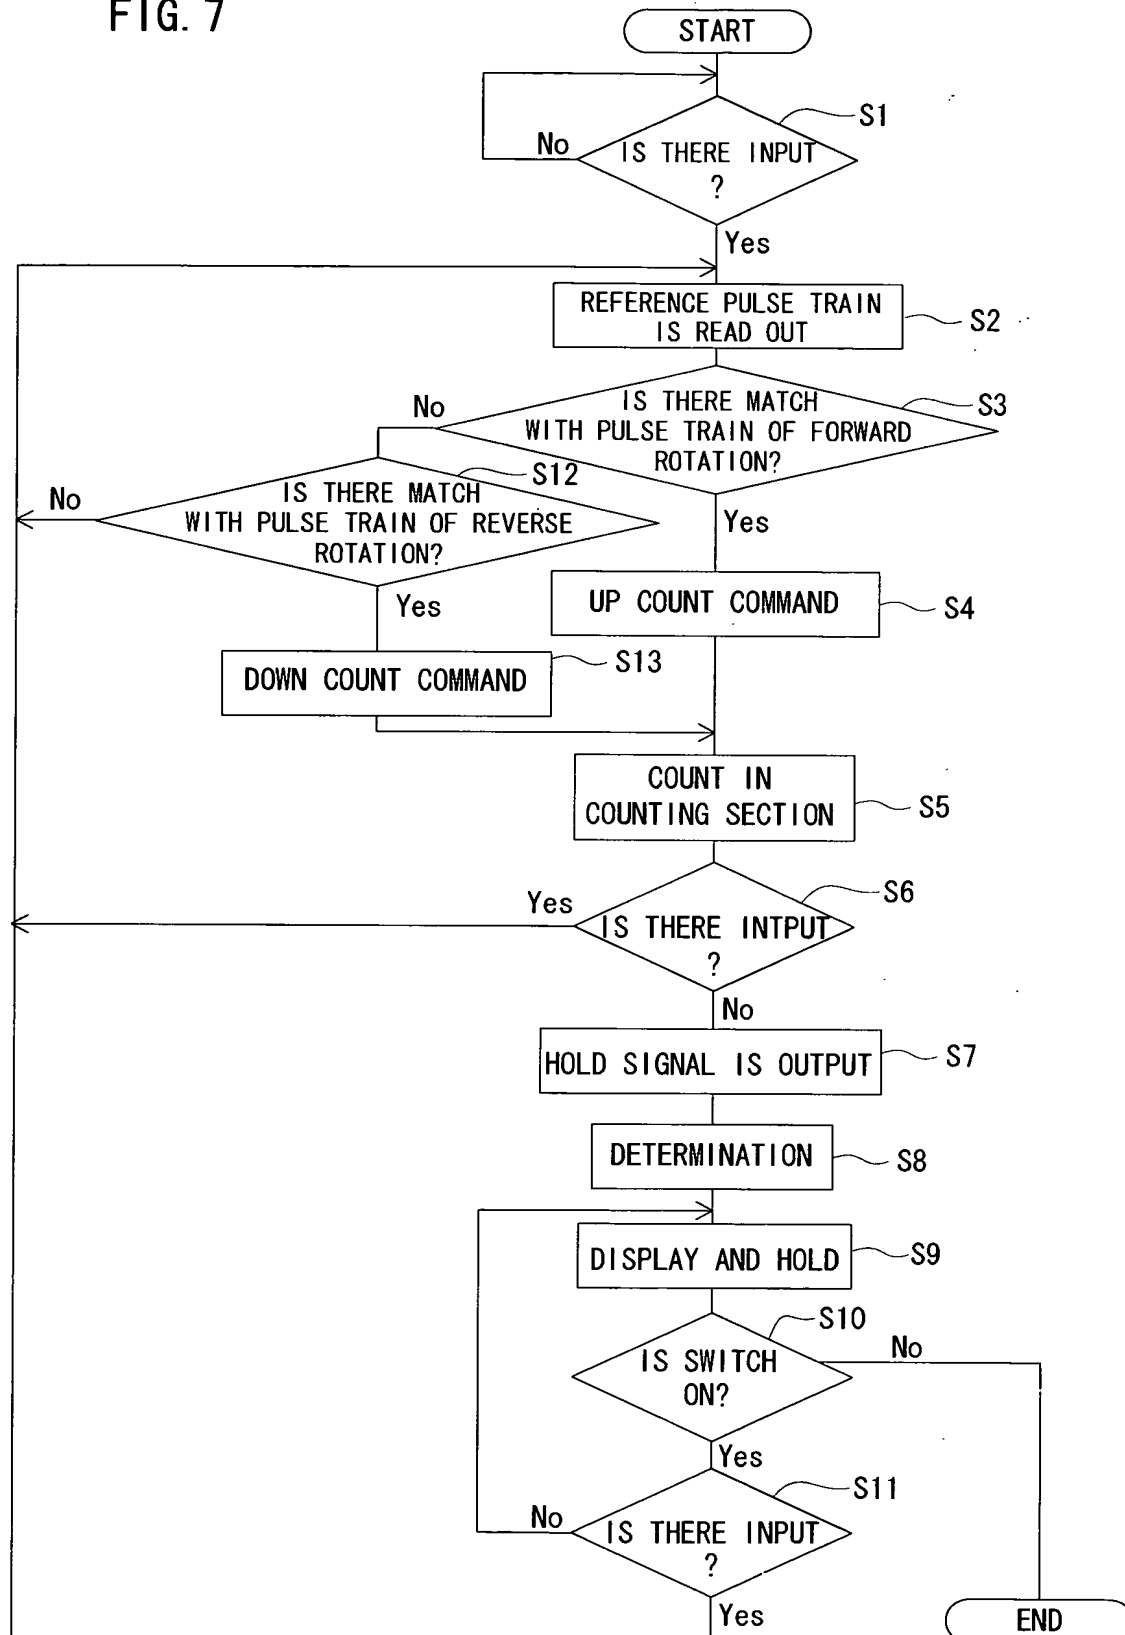 FIG. 7
START
S1
No
IS THERE INPUT
?
Yes
REFERENCE PULSE TRAIN
IS READ OUT
S2
No
IS THERE MATCH
WITH PULSE TRAIN OF FORWARD
ROTATION?
S3
S12
No
IS THERE MATCH
WITH PULSE TRAIN OF REVERSE
ROTATION?
Yes
Yes
UP COUNT COMMAND
S4
S13
DOWN COUNT COMMAND
COUNT IN
COUNTING SECTION
S5
S6
Yes
IS THERE INTPUT
?
No
HOLD SIGNAL IS OUTPUT
S7
DETERMINATION
S8
DISPLAY AND HOLD
S9
S10
IS SWITCH
ON?
No
Yes
S11
No
IS THERE INPUT
?
Yes
END